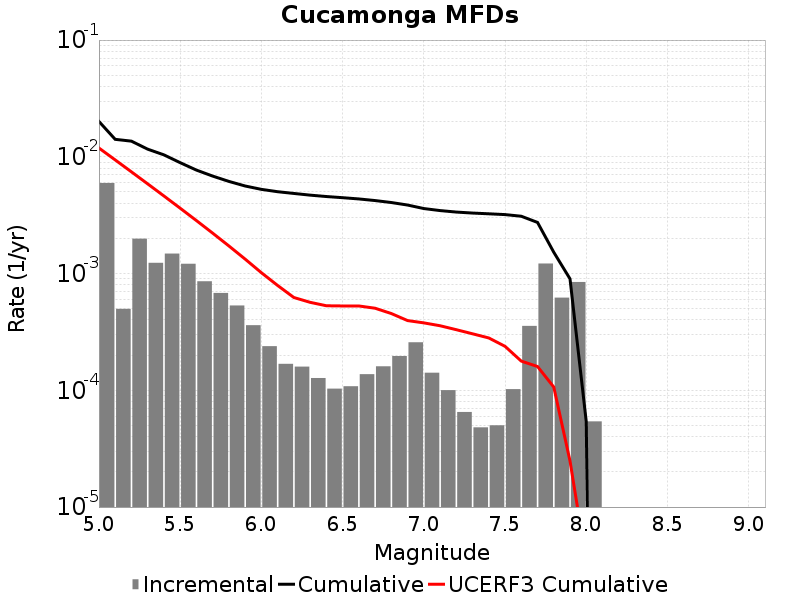 Cucamonga MFDs
10-1
10-2
10-3
10-4
10-5
Rate (1/yr)
5.0 5.5 6.0 6.5 7.0 7.5 8.0 8.5 9.0
Magnitude
Incremental Cumulative UCERF3 Cumulative